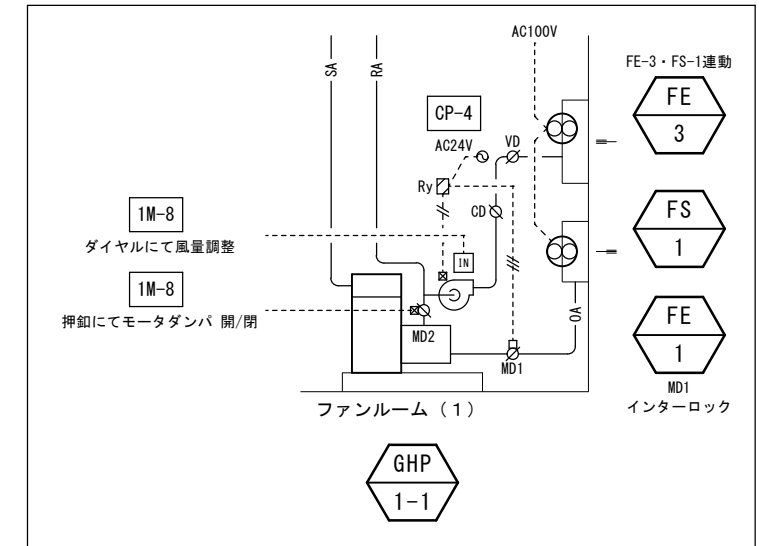 AC100V
FE-3・FS-1連動
SA
RA
FE
3
CP-4
AC24V
VD
Ry
CD
1M-8
ダイヤルにて風量調整
FS
1
IN
1M-8
押釦にてモータダンパ 開/閉
OA
FE
1
MD2
MD1
MD1
インターロック
ファンルーム（1）
GHP
1-1